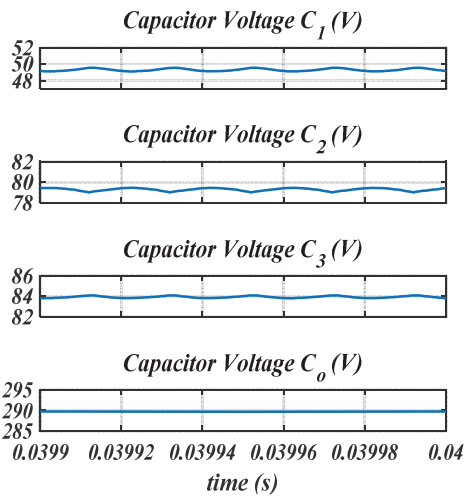 Capacitor Voltage C1 (V)
52
50
48
Capacitor Voltage C2 (V)
82
80
78
Capacitor Voltage C3 (V)
86
84
82
Capacitor Voltage Co (V)
295
290
285
0.0399 0.03992 0.03994 0.03996 0.03998 0.04
time (s)